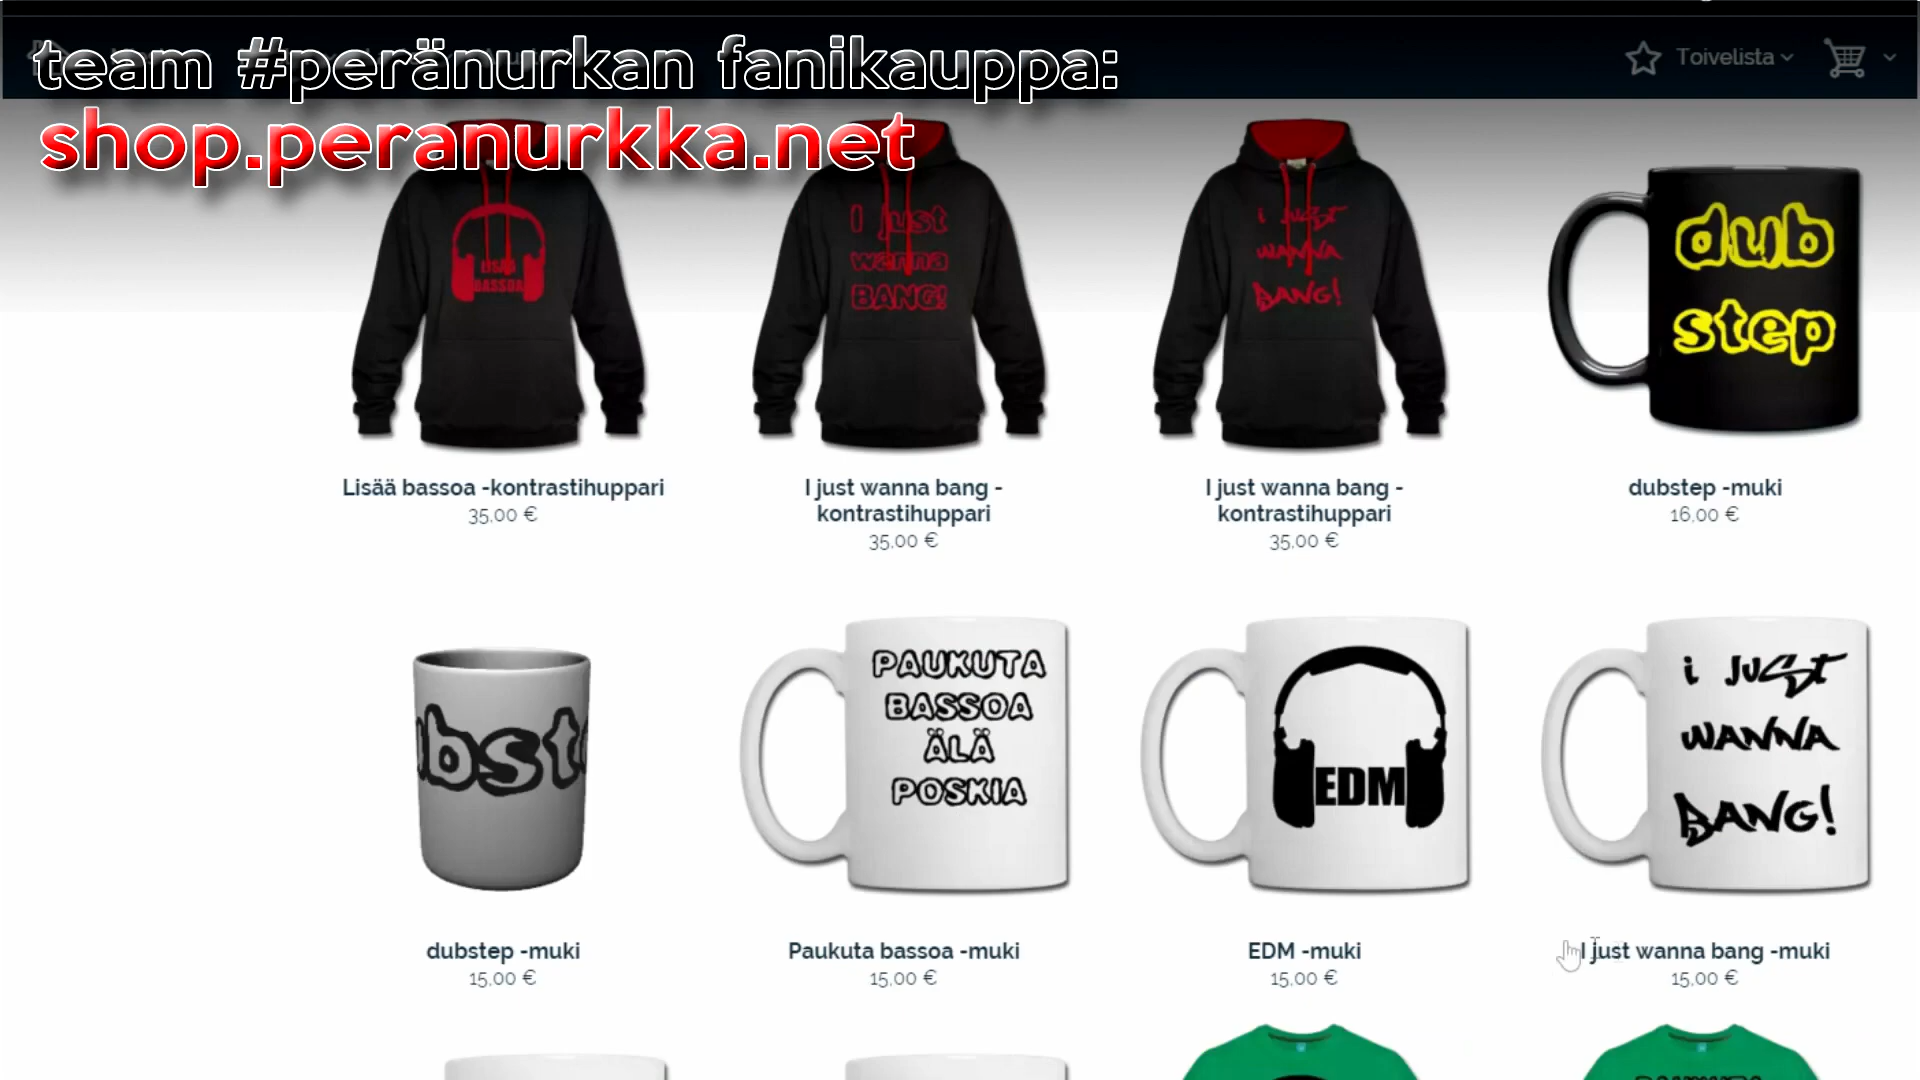 team #peränurkan fanikauppa:
shop.peranurkka.net
Toivelista
LISÄÄ
BASSOA
I just
wanna
BANG!
i JUST
WANNA
BANG!
dub
step
Lisää bassoa -kontrastihuppari
35,00 €
I just wanna bang -
kontrastihuppari
35,00 €
I just wanna bang -
kontrastihuppari
35,00 €
dubstep -muki
16,00 €
bst
PAUKUTA
BASSOA
ÄLÄ
POSKIA
EDM
i JUST
WANNA
BANG!
dubstep -muki
15,00 €
Paukuta bassoa -muki
15,00 €
EDM -muki
15,00 €
I just wanna bang -muki
15,00 €